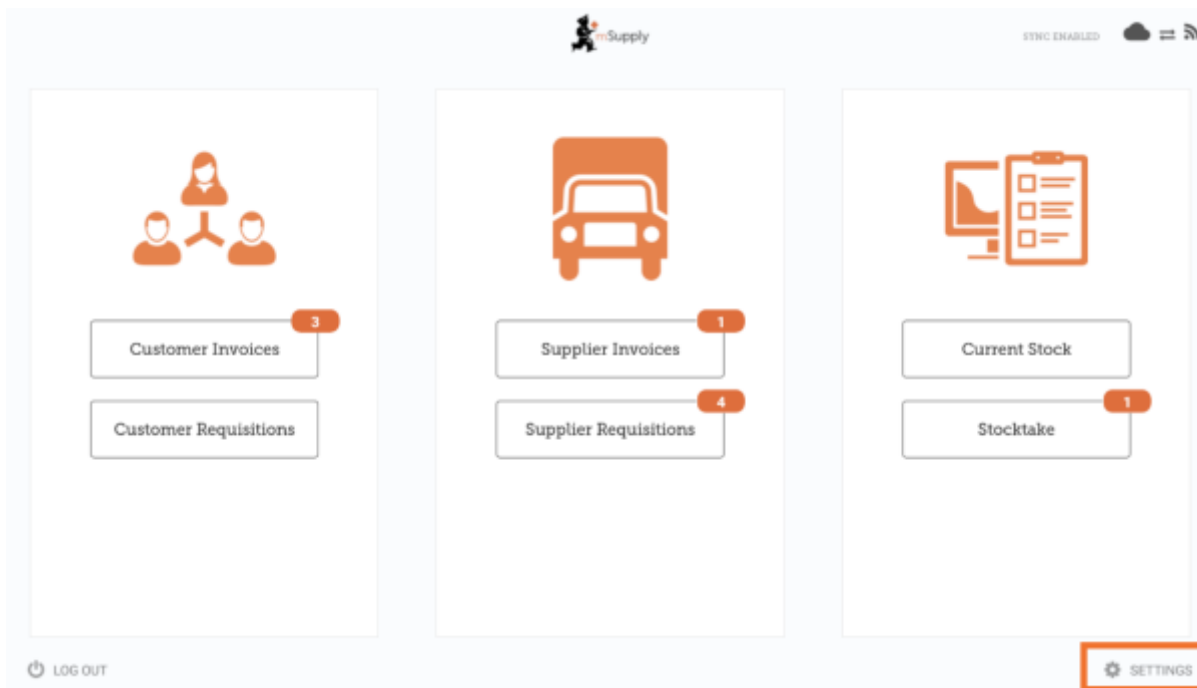 mSupply
SYNC ENABLED
3
Customer Invoices
Customer Requisitions
1
Supplier Invoices
4
Supplier Requisitions
Current Stock
1
Stocktake
LOG OUT
SETTINGS